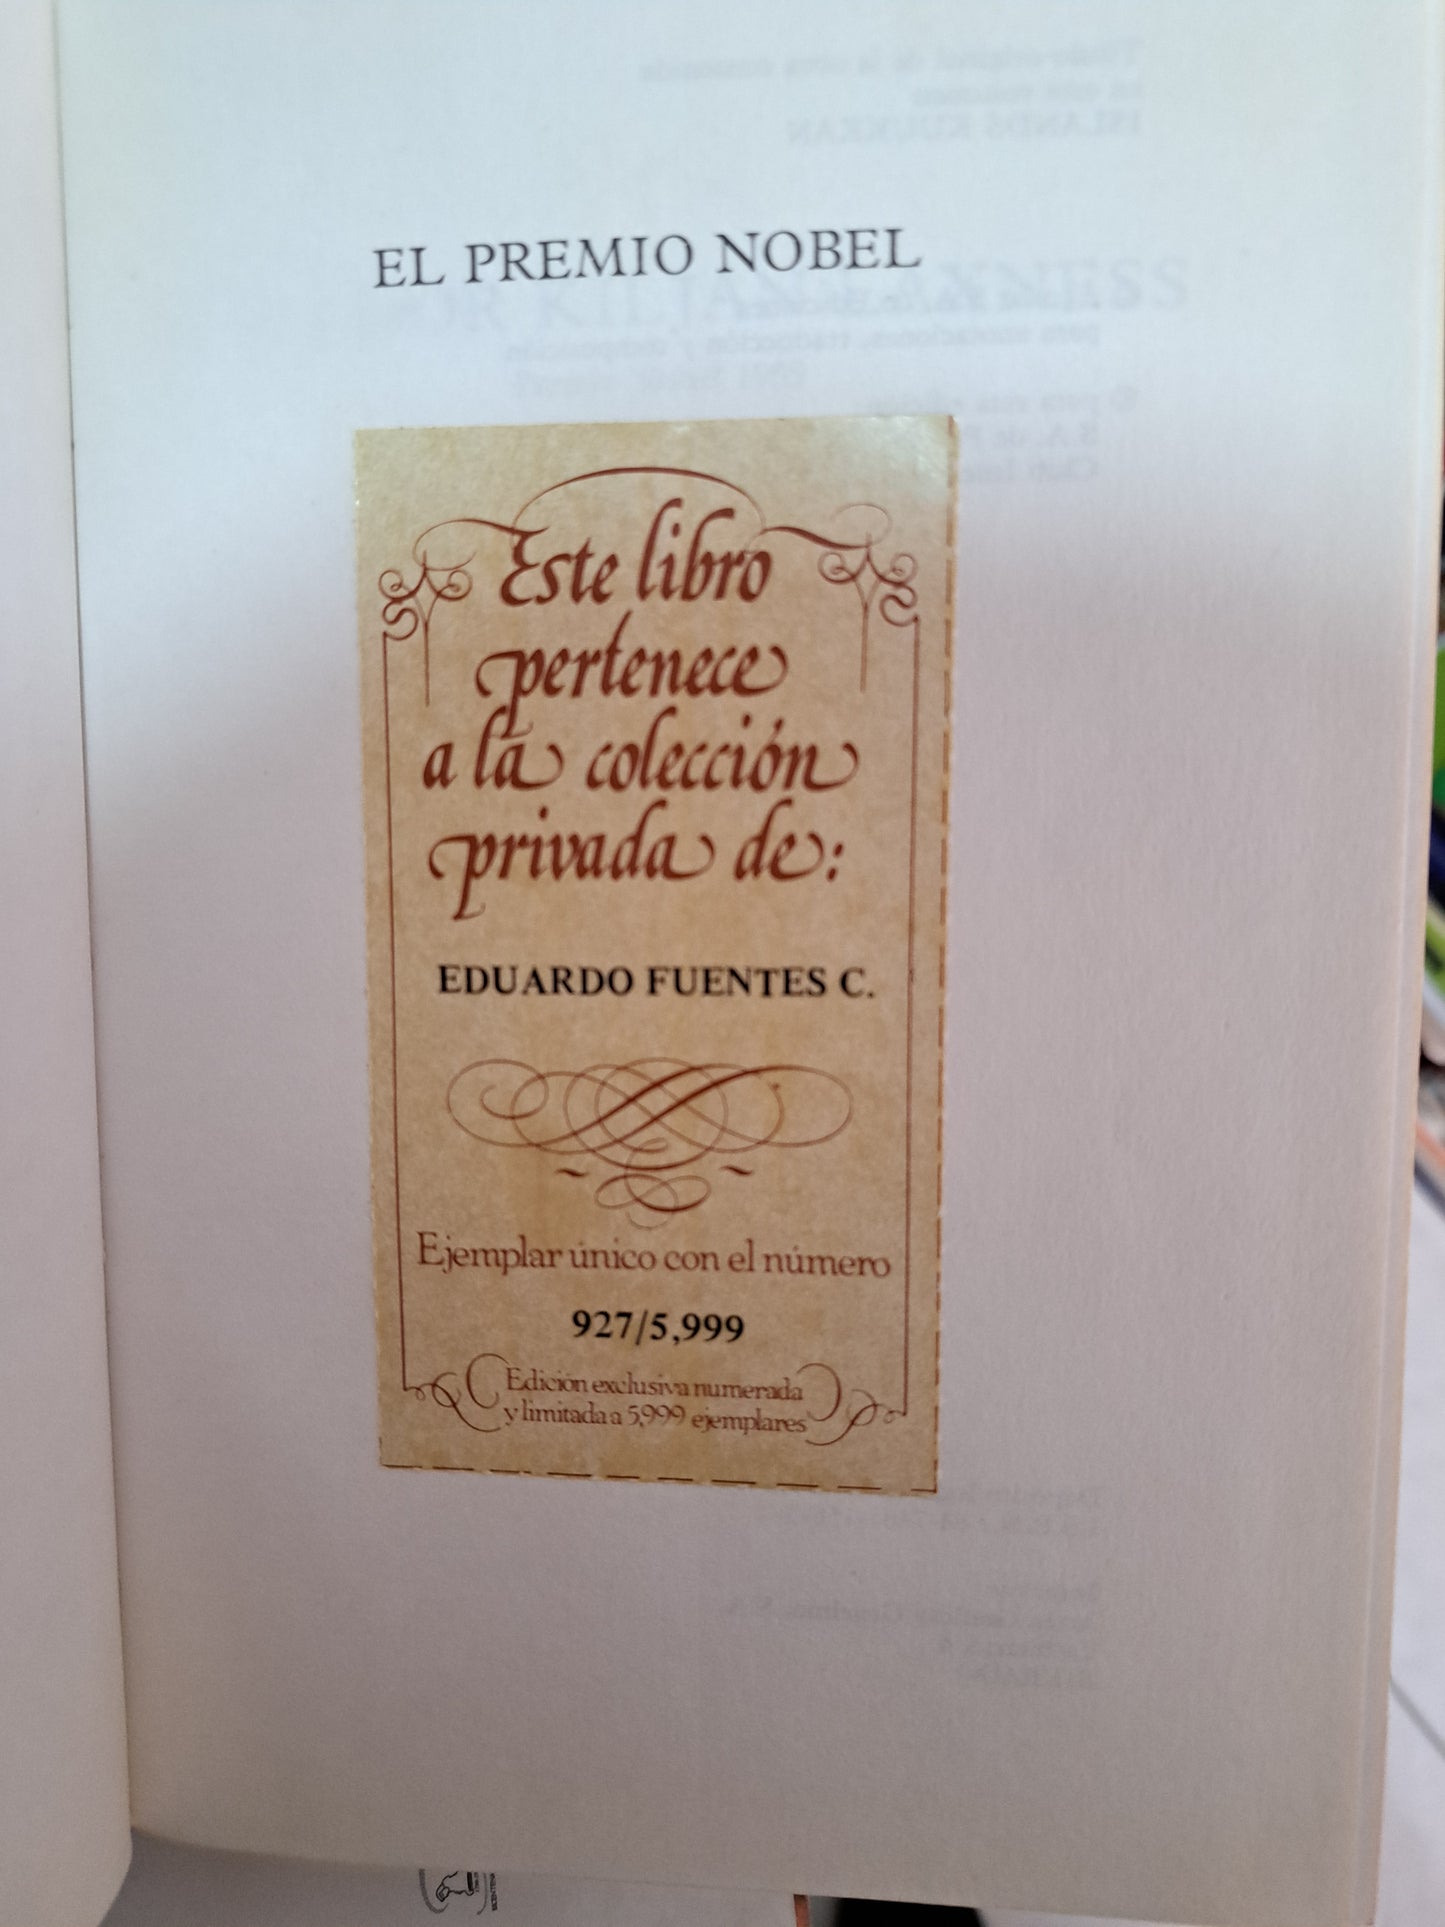 EL PREMIO NOBEL
Este libro
pertenece
a la colección
privada de:
EDUARDO FUENTES C.
Ejemplar único con el número
927/5,999
Edición exclusiva numerada
y limitada a 5,999 ejemplares